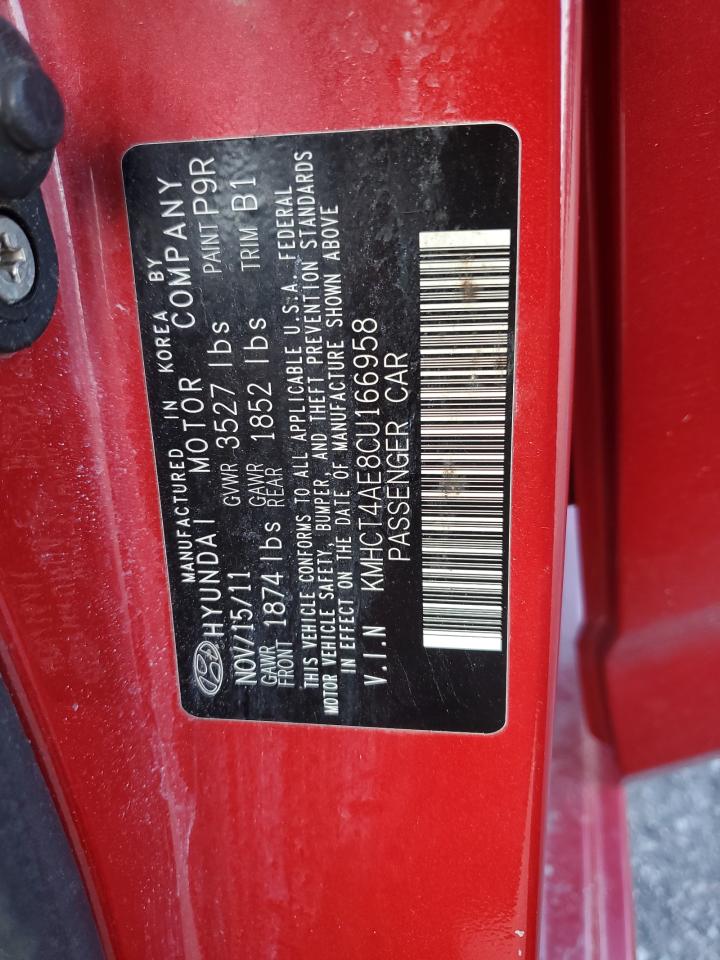 MANUFACTURED IN KOREA BY
HYUNDAI MOTOR COMPANY
NOV/15/11 GVWR 3527 lbs PAINT P9R
GAWR FRONT 1874 lbs GAWR REAR 1852 lbs TRIM B1
THIS VEHICLE CONFORMS TO ALL APPLICABLE U.S.A. FEDERAL
MOTOR VEHICLE SAFETY, BUMPER, AND THEFT PREVENTION STANDARDS
IN EFFECT ON THE DATE OF MANUFACTURE SHOWN ABOVE
V.I.N KMHCT4AE8CU166958
PASSENGER CAR